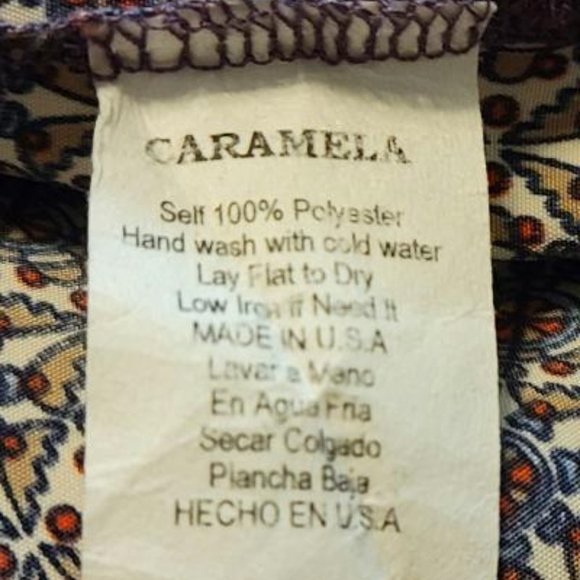 CARAMELA
Self 100% Polyester
Hand wash with cold water
Lay Flat to Dry
Low Iron if Need It
MADE IN U.S.A
Lavar a Mano
En Agua Fria
Secar Colgado
Plancha Baja
HECHO EN U.S.A